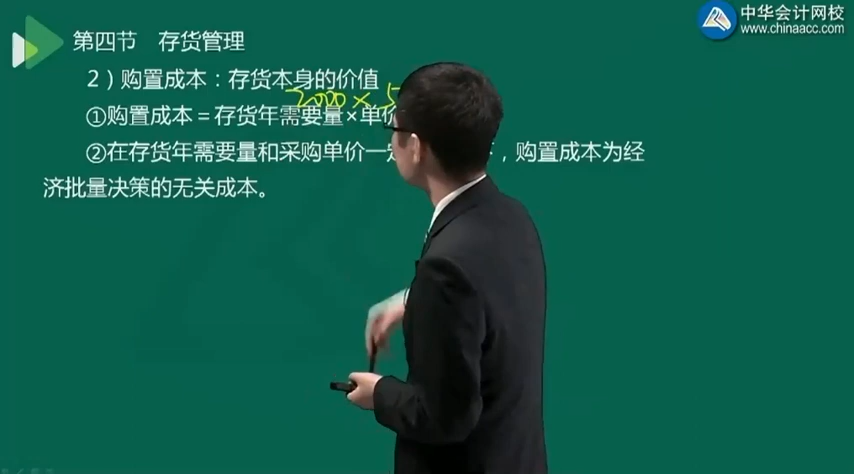 中华会计网校
www.chinaacc.com
第四节 存货管理
2）购置成本：存货本身的价值
2000×5
①购置成本＝存货年需要量×单价
②在存货年需要量和采购单价一定 ，购置成本为经
济批量决策的无关成本。